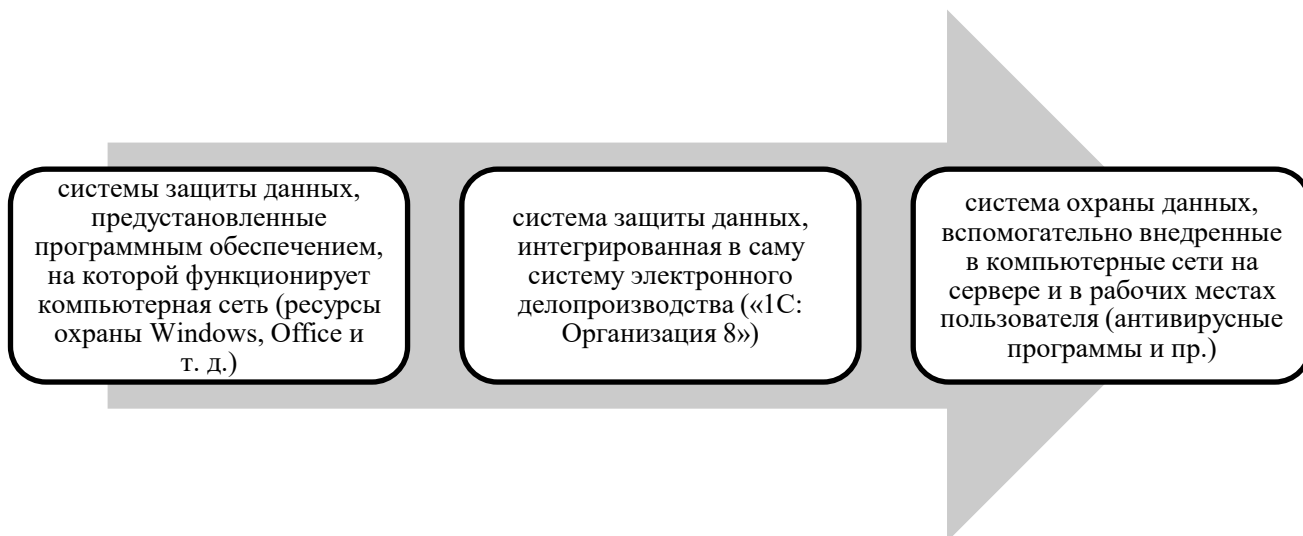 системы защиты данных,
предустановленные
программным обеспечением,
на которой функционирует
компьютерная сеть (ресурсы
охраны Windows, Office и
т. д.)
система защиты данных,
интегрированная в саму
систему электронного
делопроизводства («1С:
Организация 8»)
система охраны данных,
вспомогательно внедренные
в компьютерные сети на
сервере и в рабочих местах
пользователя (антивирусные
программы и пр.)